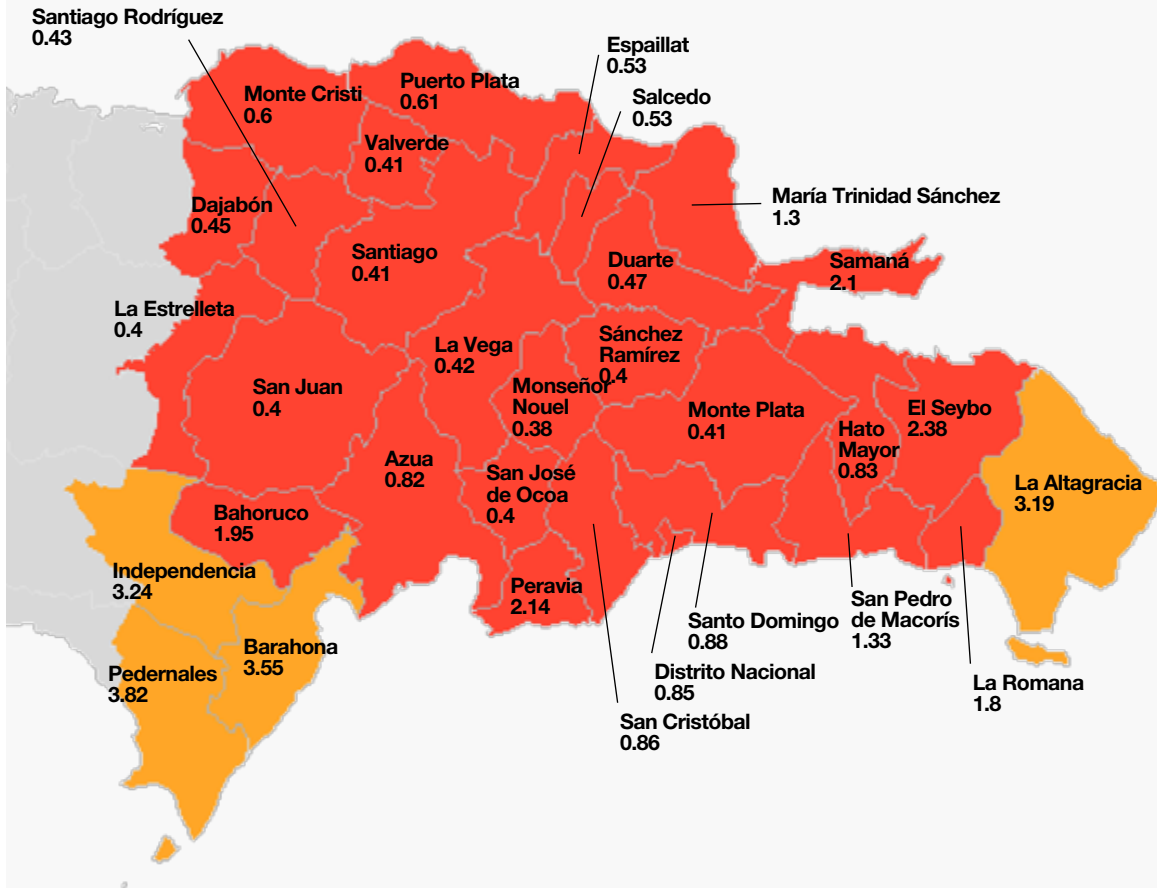 Santiago Rodríguez
0.43
Espaillat
0.53
Puerto Plata
0.61
Monte Cristi
0.6
Salcedo
0.53
Valverde
0.41
María Trinidad Sánchez
1.3
Dajabón
0.45
Santiago
0.41
Duarte
0.47
Samaná
2.1
La Estrelleta
0.4
La Vega
0.42
Sánchez
Ramírez
0.4
San Juan
0.4
Monseñor
Nouel
0.38
Monte Plata
0.41
El Seybo
2.38
Hato
Mayor
0.83
Azua
0.82
San José
de Ocoa
0.4
La Altagracia
3.19
Bahoruco
1.95
Independencia
3.24
Peravia
2.14
San Pedro
de Macorís
1.33
Santo Domingo
0.88
Barahona
3.55
Pedernales
3.82
Distrito Nacional
0.85
La Romana
1.8
San Cristóbal
0.86